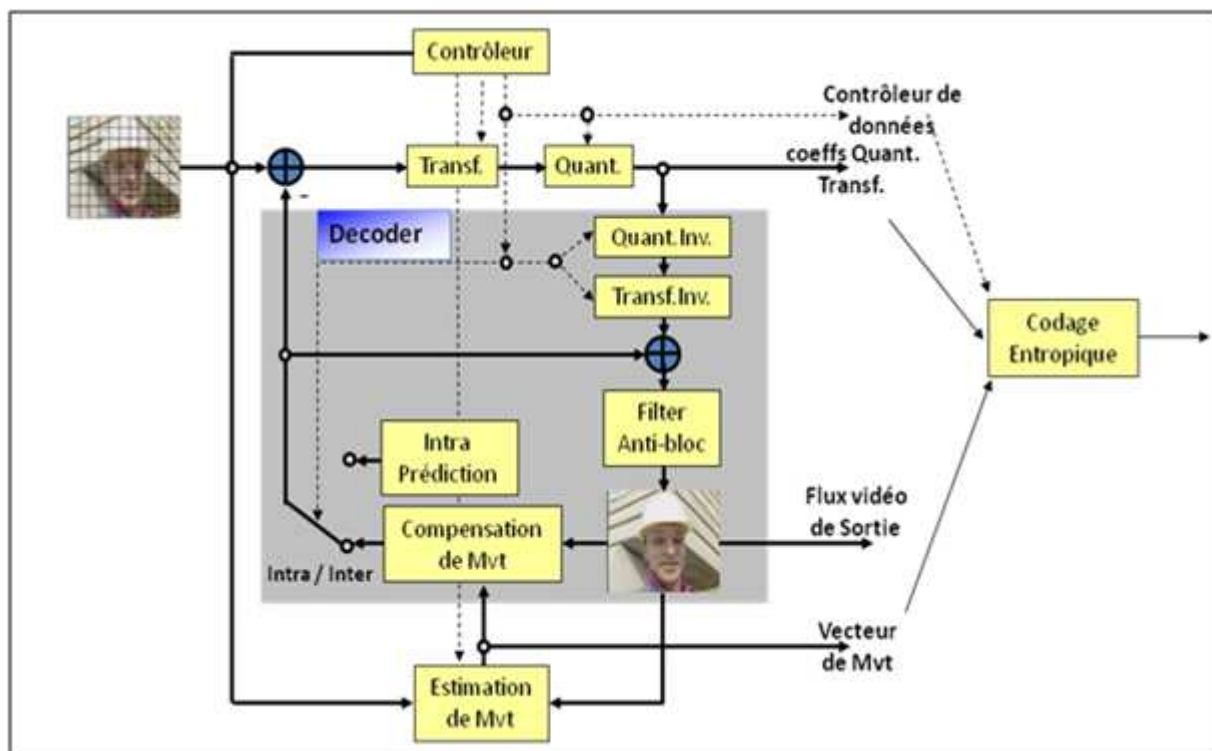 Contrôleur
Contrôleur de
données
coeffs Quant.
Transf.
Transf.
Quant.
-
Decoder
Quant. Inv.
Transf.Inv.
Codage
Entropique
Filter
Anti-bloc
Intra
Prédiction
Flux vidéo
de Sortie
Compensation
de Mvt
Intra / Inter
Vecteur
de Mvt
Estimation
de Mvt